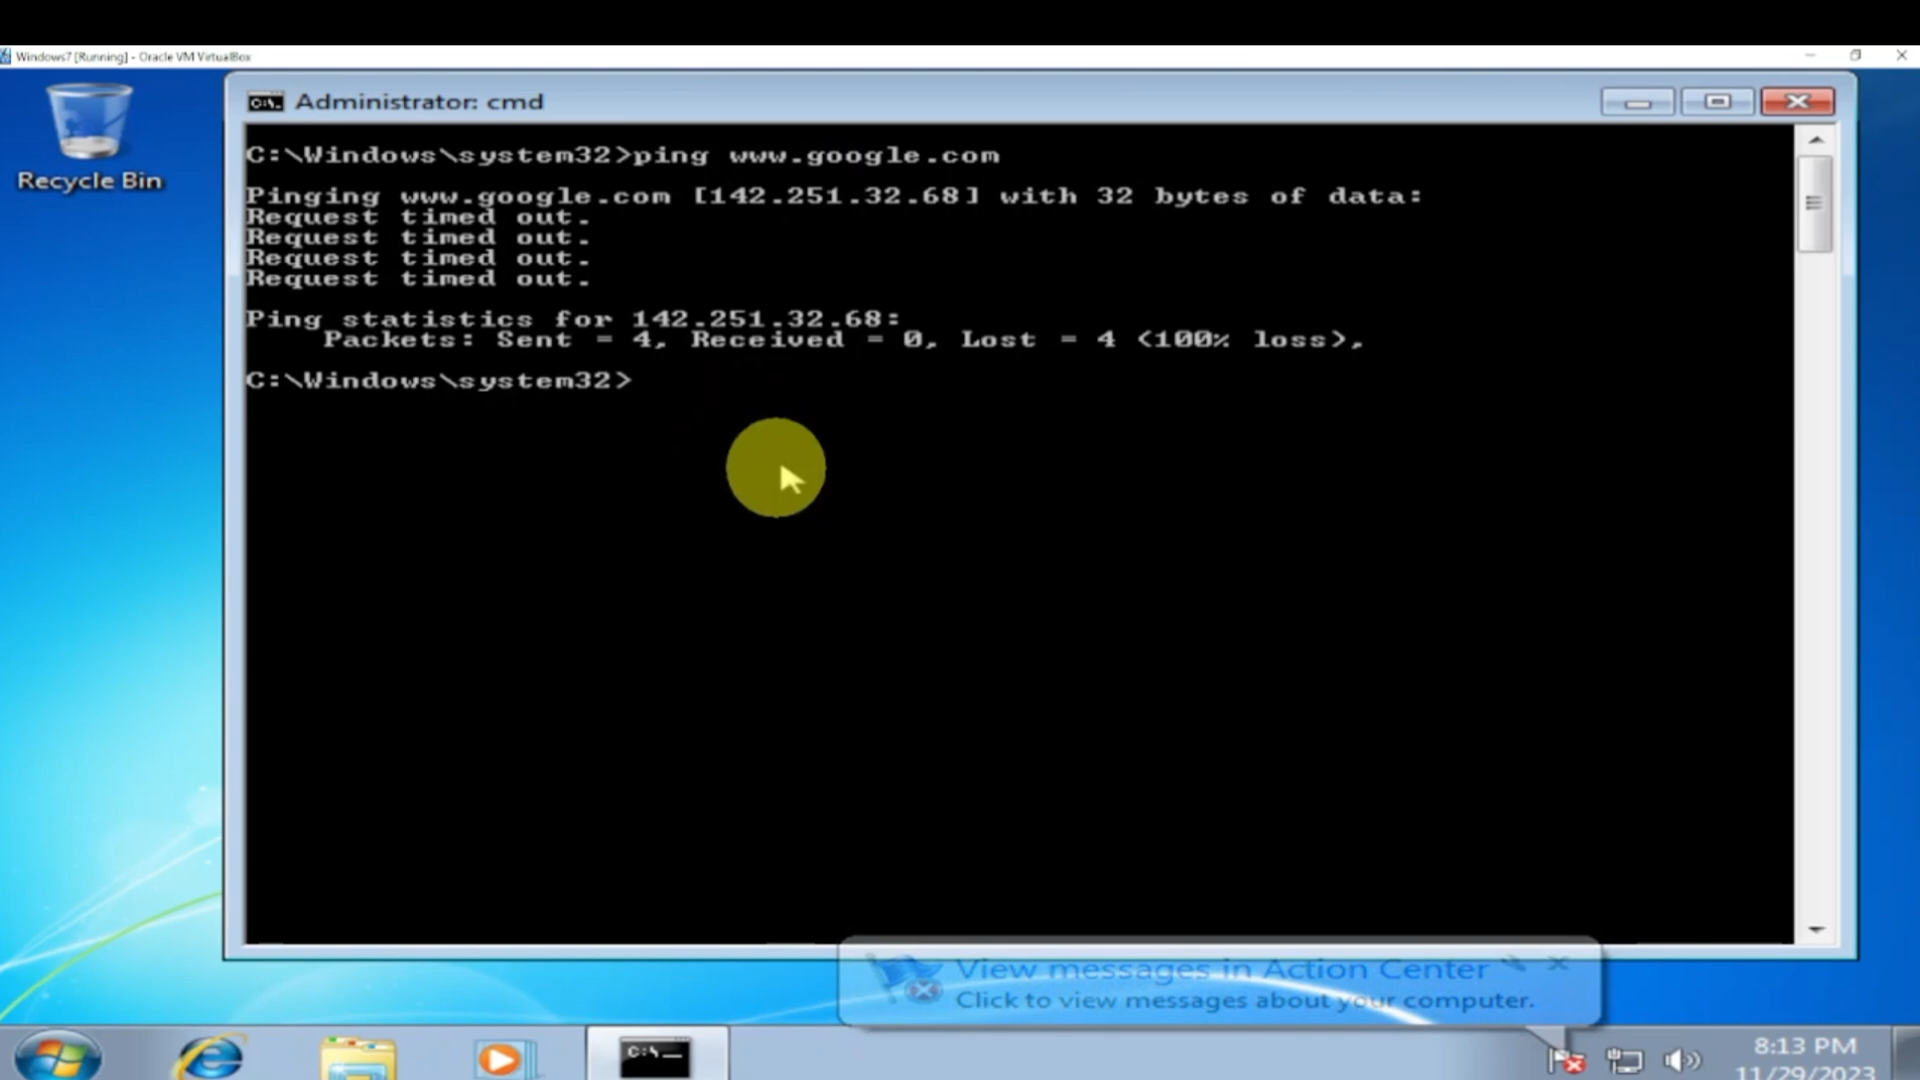 Windows7 [Running] - Oracle VM VirtualBox
Recycle Bin
Administrator: cmd
C:\Windows\system32>ping www.google.com
Pinging www.google.com [142.251.32.68] with 32 bytes of data:
Request timed out.
Request timed out.
Request timed out.
Request timed out.
Ping statistics for 142.251.32.68:
Packets: Sent = 4, Received = 0, Lost = 4 (100% loss),
C:\Windows\system32>
View messages in Action Center
Click to view messages about your computer.
8:13 PM
11/29/2023